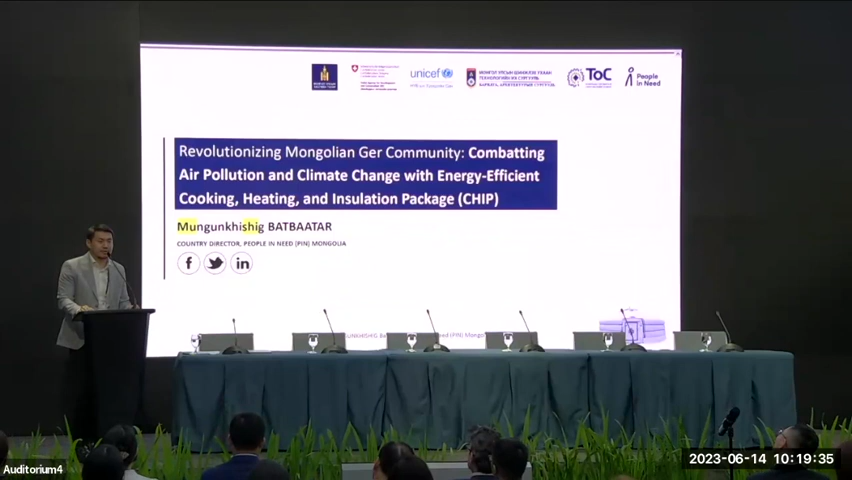 unicef
ToC
People
in Need
Revolutionizing Mongolian Ger Community: Combatting
Air Pollution and Climate Change with Energy-Efficient
Cooking, Heating, and Insulation Package (CHIP)
Mungunkhishig BATBAATAR
COUNTRY DIRECTOR, PEOPLE IN NEED (PIN) MONGOLIA
f
in
Auditorium4
2023-06-14 10:19:35